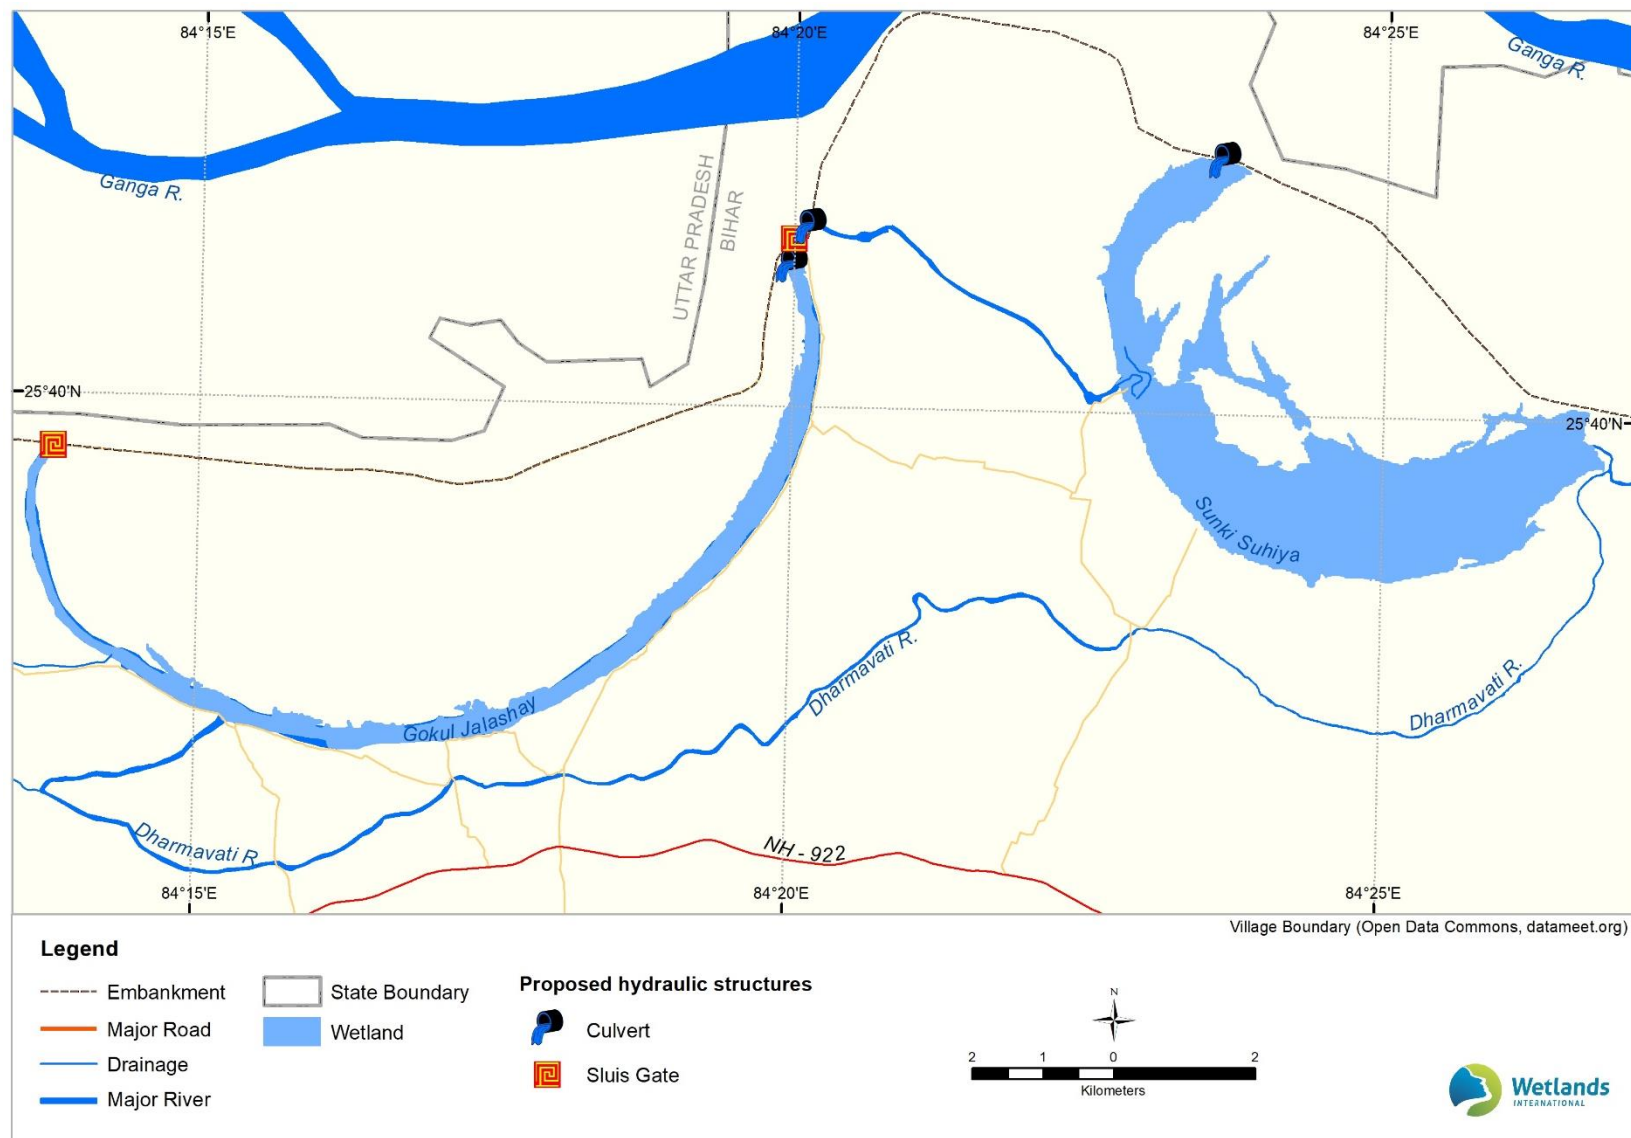 84°15'E
84°20'E
84°25'E
Ganga R.
Ganga R.
UTTAR PRADESH
BIHAR
25°40'N
25°40'N
Sunki Suhiya
Gokul Jalashay
Dharmavati R.
Dharmavati R.
Dharmavati R.
NH - 922
84°15'E
84°20'E
84°25'E
Village Boundary (Open Data Commons, datameet.org)
Legend
Embankment
Major Road
Drainage
Major River
State Boundary
Wetland
Proposed hydraulic structures
Culvert
Sluis Gate
N
2 1 0 2
Kilometers
Wetlands
INTERNATIONAL